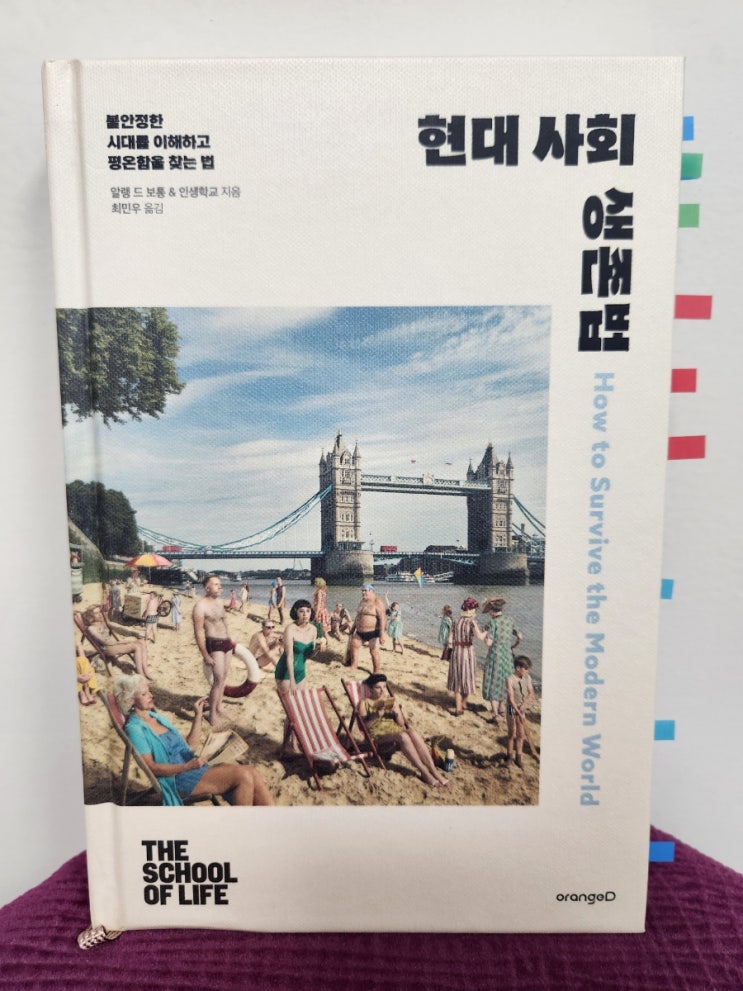 불안정한
시대를 이해하고
평온함을 찾는 법
알랭 드 보통 & 인생학교 지음
최민우 옮김
현대 사회
생존법
How to Survive the Modern World
THE
SCHOOL
OF LIFE
orangeD